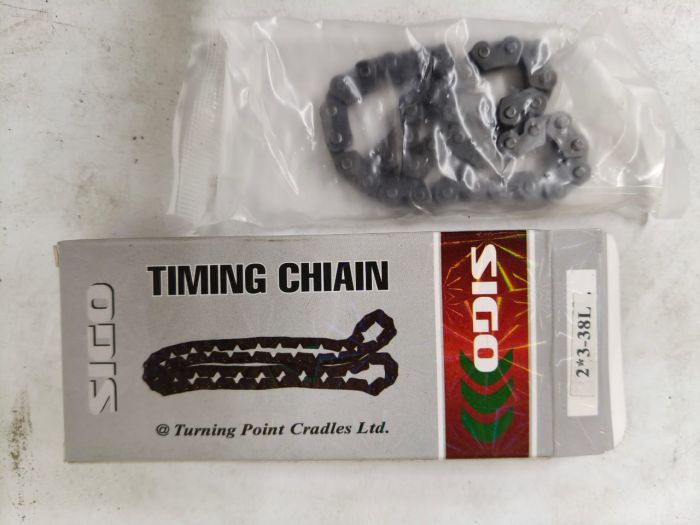 SIGO
TIMING CHIAIN
@ Turning Point Cradles Ltd.
SIGO
2*3-38L